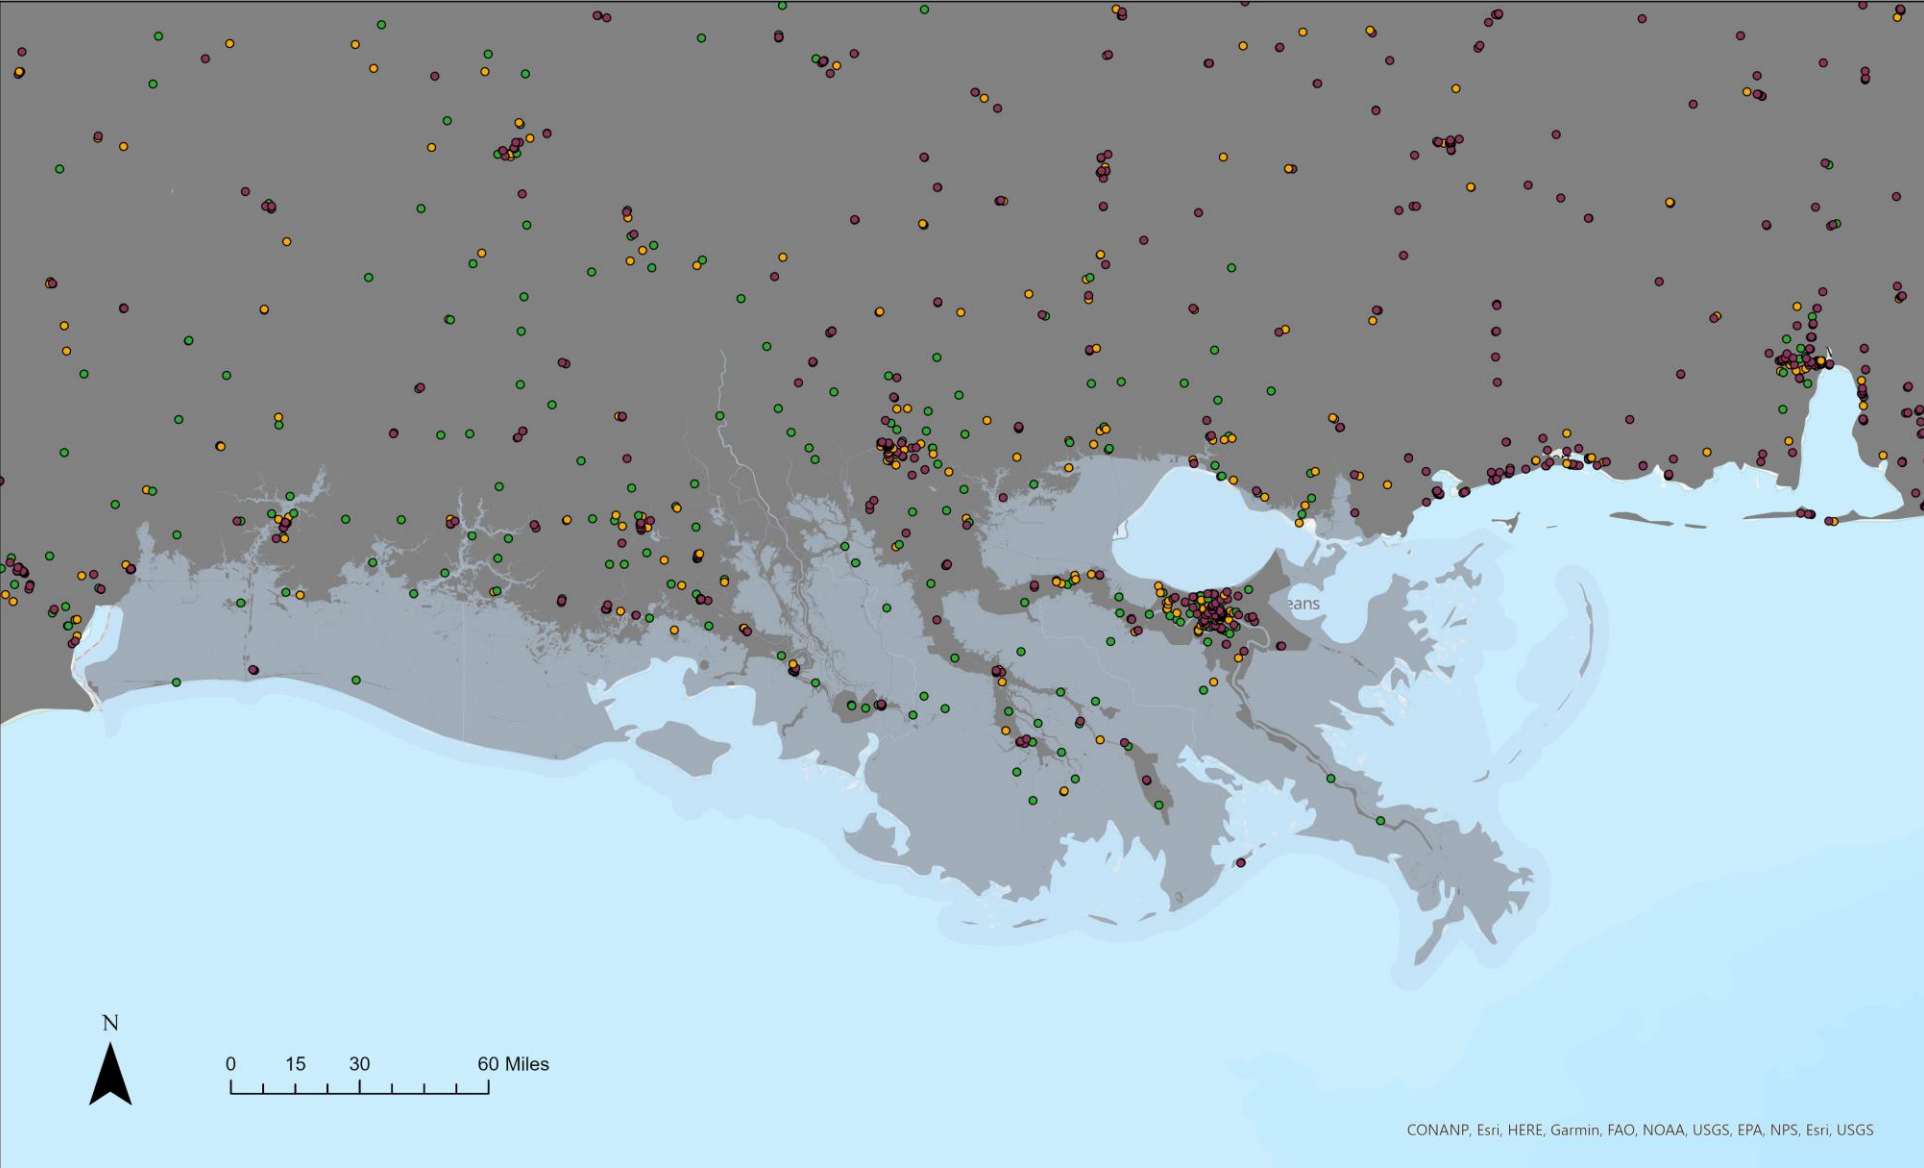 eans
N
0 15 30 60 Miles
CONANP, Esri, HERE, Garmin, FAO, NOAA, USGS, EPA, NPS, Esri, USGS